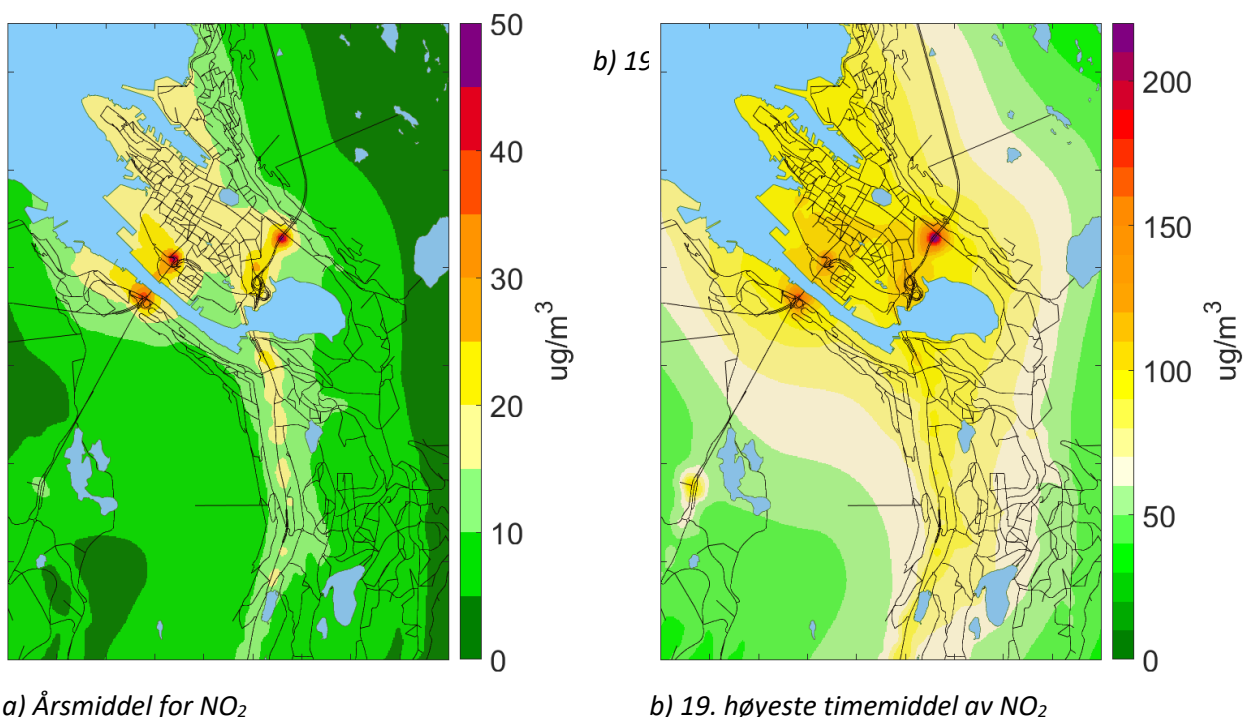 50
40
30
20
10
0
ug/m³
b) 19
200
150
100
50
0
ug/m³
a) Årsmiddel for NO₂
b) 19. høyeste timemiddel av NO₂